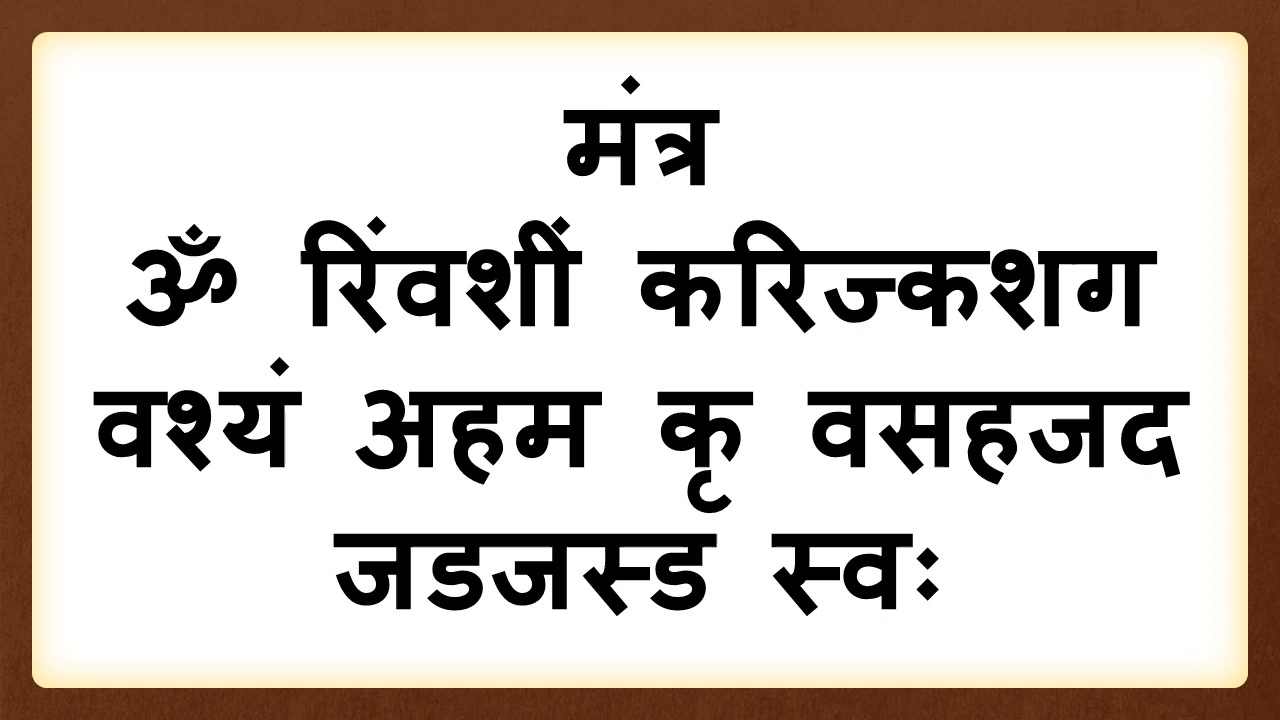 मंत्र
ॐ रिंवशीं करिज्कशग
वश्यं अहम कृ वसहजद
जडजस्ड स्वः